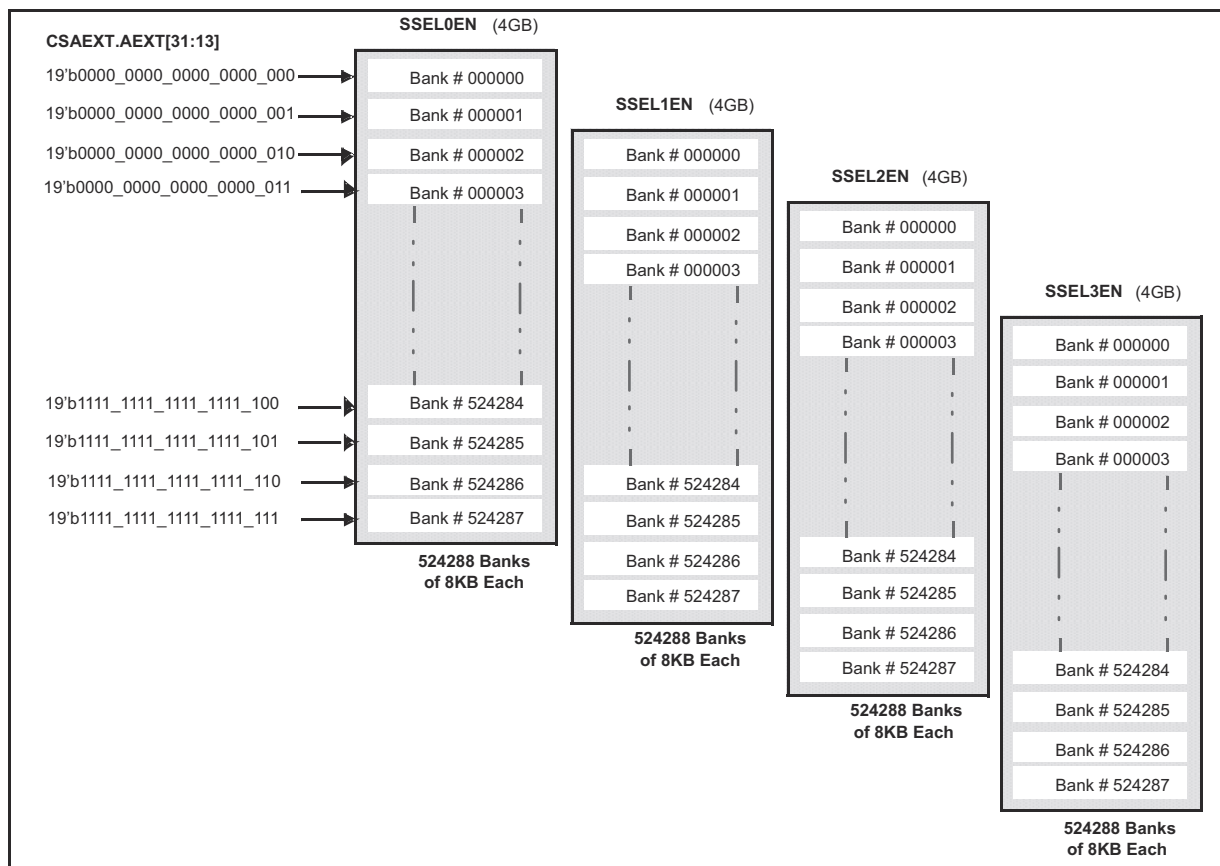 CSAEXT.AEXT[31:13]
19'b0000_0000_0000_0000_000
19'b0000_0000_0000_0000_001
19'b0000_0000_0000_0000_010
19'b0000_0000_0000_0000_011
19'b1111_1111_1111_1111_100
19'b1111_1111_1111_1111_101
19'b1111_1111_1111_1111_110
19'b1111_1111_1111_1111_111
SSEL0EN (4GB)
Bank # 000000
Bank # 000001
Bank # 000002
Bank # 000003
Bank # 524284
Bank # 524285
Bank # 524286
Bank # 524287
524288 Banks
of 8KB Each
SSEL1EN (4GB)
Bank # 000000
Bank # 000001
Bank # 000002
Bank # 000003
Bank # 524284
Bank # 524285
Bank # 524286
Bank # 524287
524288 Banks
of 8KB Each
SSEL2EN (4GB)
Bank # 000000
Bank # 000001
Bank # 000002
Bank # 000003
Bank # 524284
Bank # 524285
Bank # 524286
Bank # 524287
524288 Banks
of 8KB Each
SSEL3EN (4GB)
Bank # 000000
Bank # 000001
Bank # 000002
Bank # 000003
Bank # 524284
Bank # 524285
Bank # 524286
Bank # 524287
524288 Banks
of 8KB Each